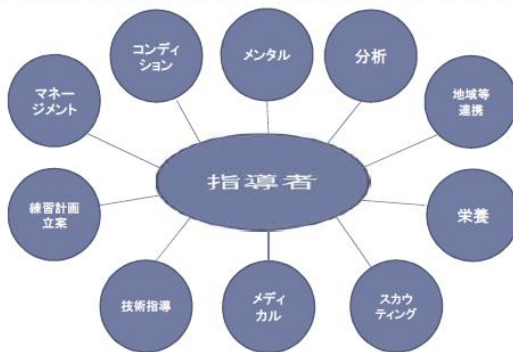 コンディ
ション
メンタル
分析
マネー
ジメント
地域等
連携
指導者
練習計画
立案
栄養
技術指導
メディ
カル
スカウ
ティング